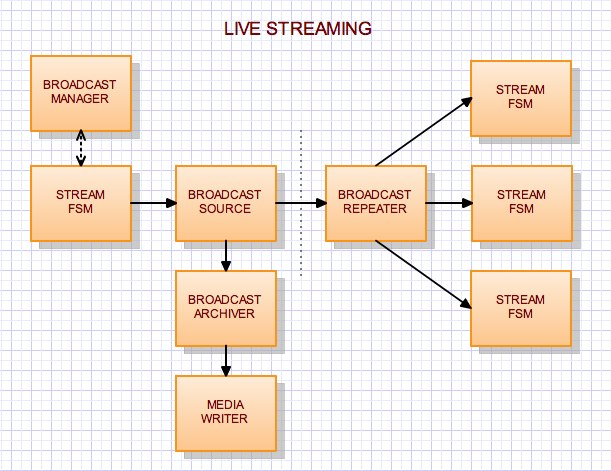 LIVE STREAMING
BROADCAST
MANAGER
STREAM
FSM
STREAM
FSM
BROADCAST
SOURCE
BROADCAST
REPEATER
STREAM
FSM
BROADCAST
ARCHIVER
STREAM
FSM
MEDIA
WRITER